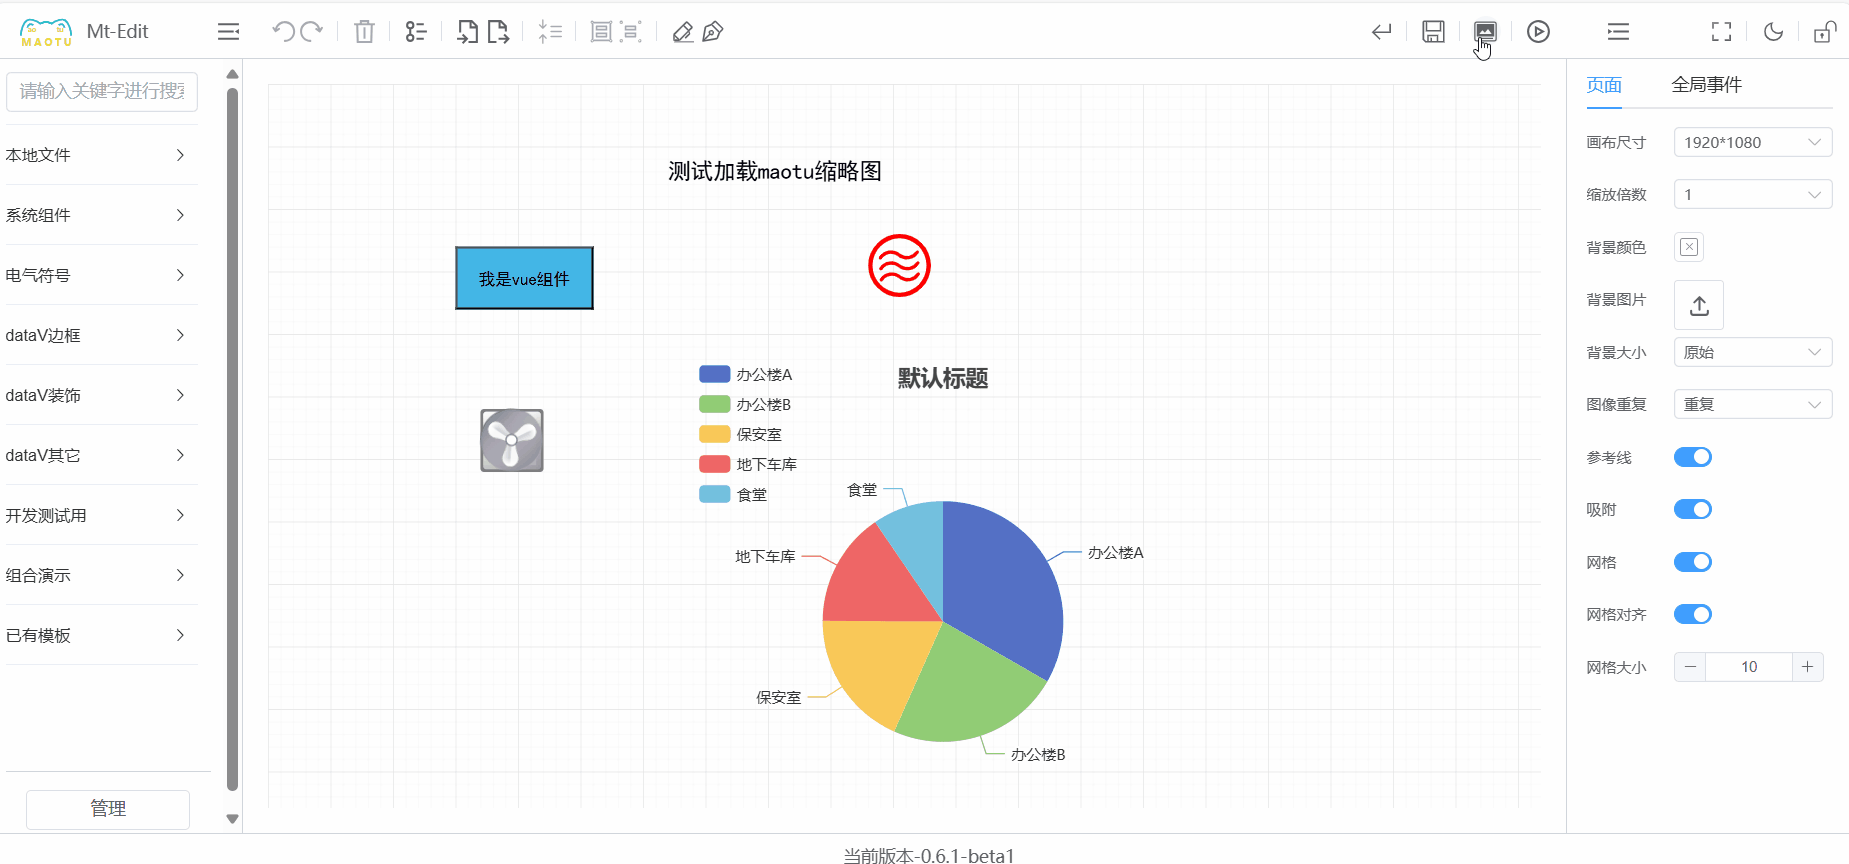 MAOTU
Mt-Edit
请输入关键字进行搜索
本地文件
系统组件
电气符号
dataV边框
dataV装饰
dataV其它
开发测试用
组合演示
已有模板
管理
测试加载maotu缩略图
我是vue组件
默认标题
办公楼A
办公楼B
保安室
地下车库
食堂
食堂
地下车库
办公楼A
保安室
办公楼B
页面
全局事件
画布尺寸
1920*1080
缩放倍数
1
背景颜色
背景图片
背景大小
原始
图像重复
重复
参考线
吸附
网格
网格对齐
网格大小
10
当前版本-0.6.1-beta1